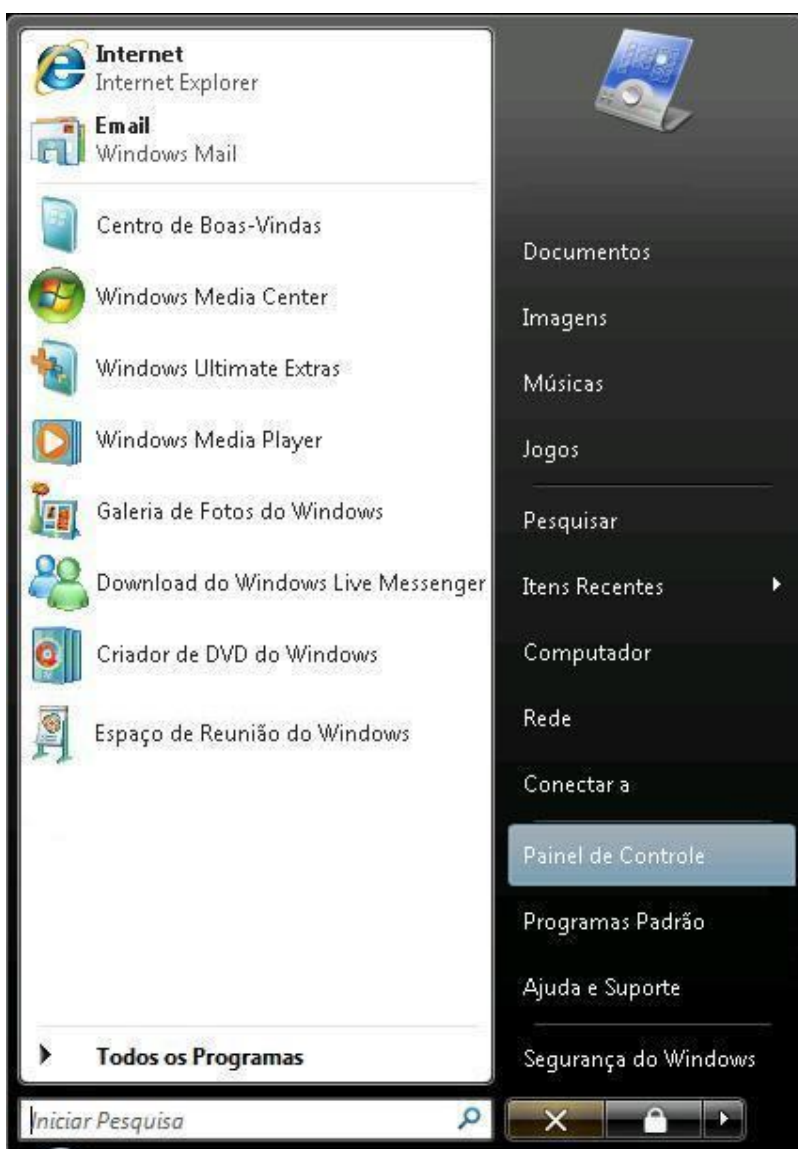 Internet
Internet Explorer
Email
Windows Mail
Centro de Boas-Vindas
Windows Media Center
Windows Ultimate Extras
Windows Media Player
Galeria de Fotos do Windows
Download do Windows Live Messenger
Criador de DVD do Windows
Espaço de Reunião do Windows
Todos os Programas
Iniciar Pesquisa
Documentos
Imagens
Músicas
Jogos
Pesquisar
Itens Recentes
Computador
Rede
Conectar a
Painel de Controle
Programas Padrão
Ajuda e Suporte
Segurança do Windows